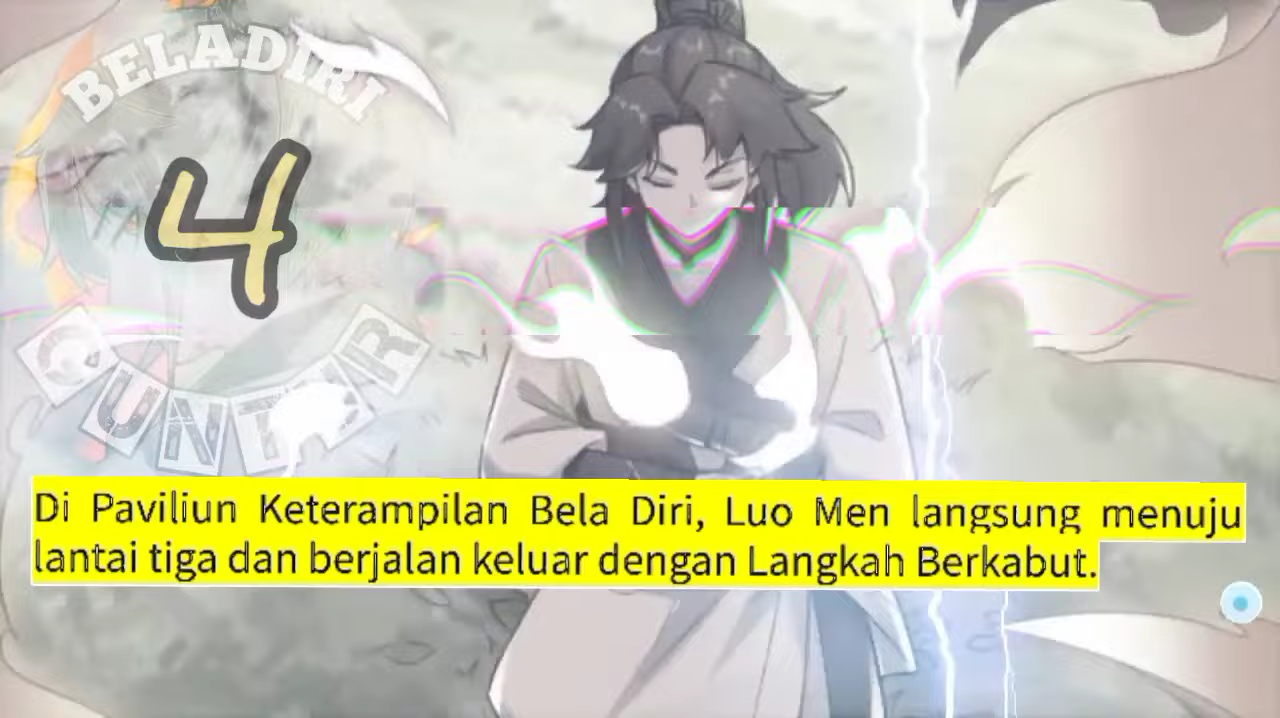 BELADIRI
4
GUNTUR
Di Paviliun Keterampilan Bela Diri, Luo Men langsung menuju
lantai tiga dan berjalan keluar dengan Langkah Berkabut.